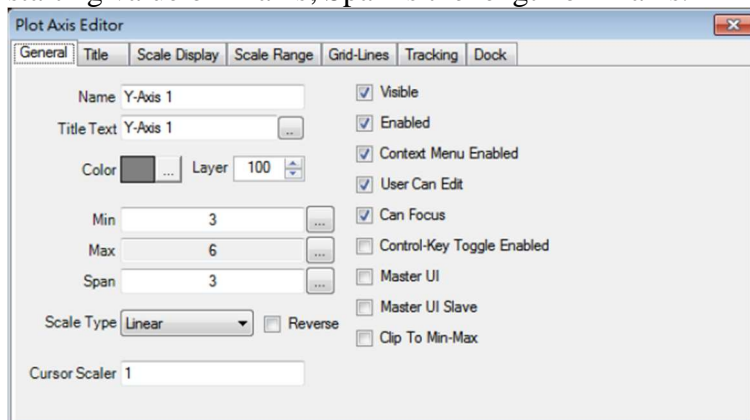 Plot Axis Editor
General Title Scale Display Scale Range Grid-Lines Tracking Dock
Name Y-Axis 1
Title Text Y-Axis 1 ..
Color ... Layer 100
Min 3 ...
Max 6 ...
Span 3 ...
Scale Type Linear Reverse
Cursor Scaler 1
Visible
Enabled
Context Menu Enabled
User Can Edit
Can Focus
Control-Key Toggle Enabled
Master UI
Master UI Slave
Clip To Min-Max